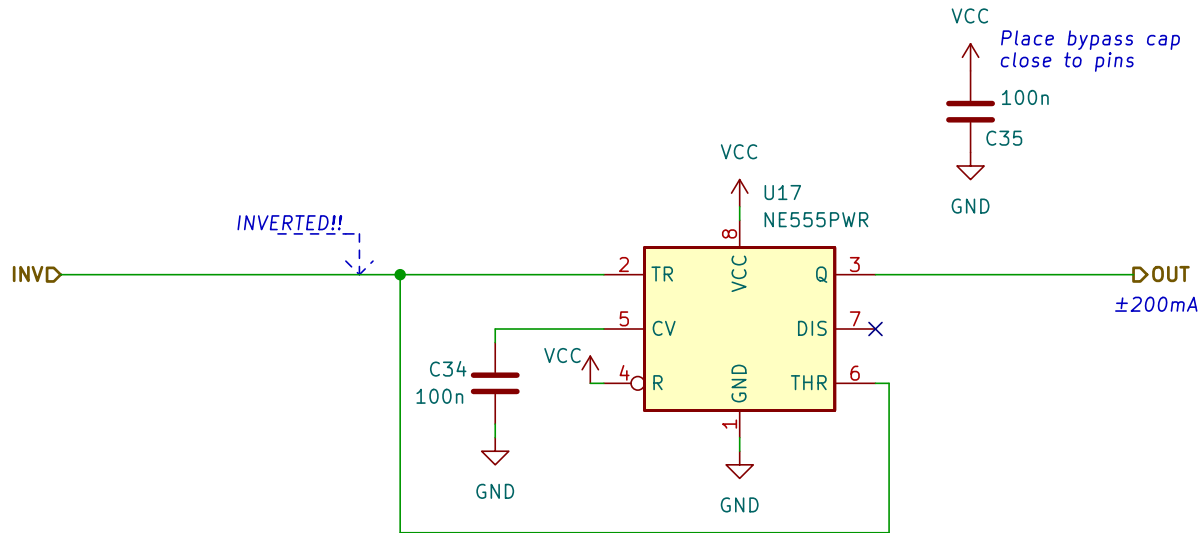 VCC
Place bypass cap
close to pins
100n
C35
GND
VCC
U17
NE555PWR
INVERTED!!
8
INV
2
TR
VCC
Q
3
OUT
±200mA
5
CV
DIS
7
VCC
C34
100n
4
R
GND
THR
6
1
GND
GND